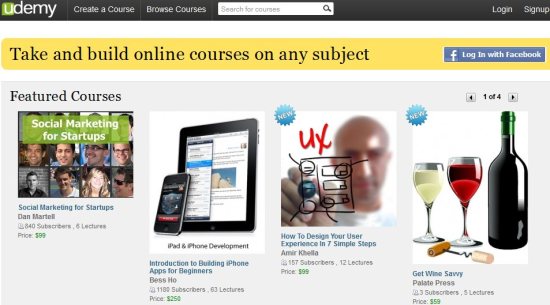 udemy Create a Course Browse Courses Search for courses Login Signup
Take and build online courses on any subject
f Log In with Facebook
Featured Courses
1 of 4
Social Marketing
for Startups
Social Marketing for Startups
Dan Martell
840 Subscribers , 6 Lectures
Price: $99
iPad & iPhone Development
Introduction to Building iPhone
Apps for Beginners
Bess Ho
1180 Subscribers , 63 Lectures
Price: $250
NEW
UX
How To Design Your User
Experience In 7 Simple Steps
Amir Khella
157 Subscribers , 12 Lectures
Price: $99
NEW
Get Wine Savvy
Palate Press
3 Subscribers , 5 Lectures
Price: $59